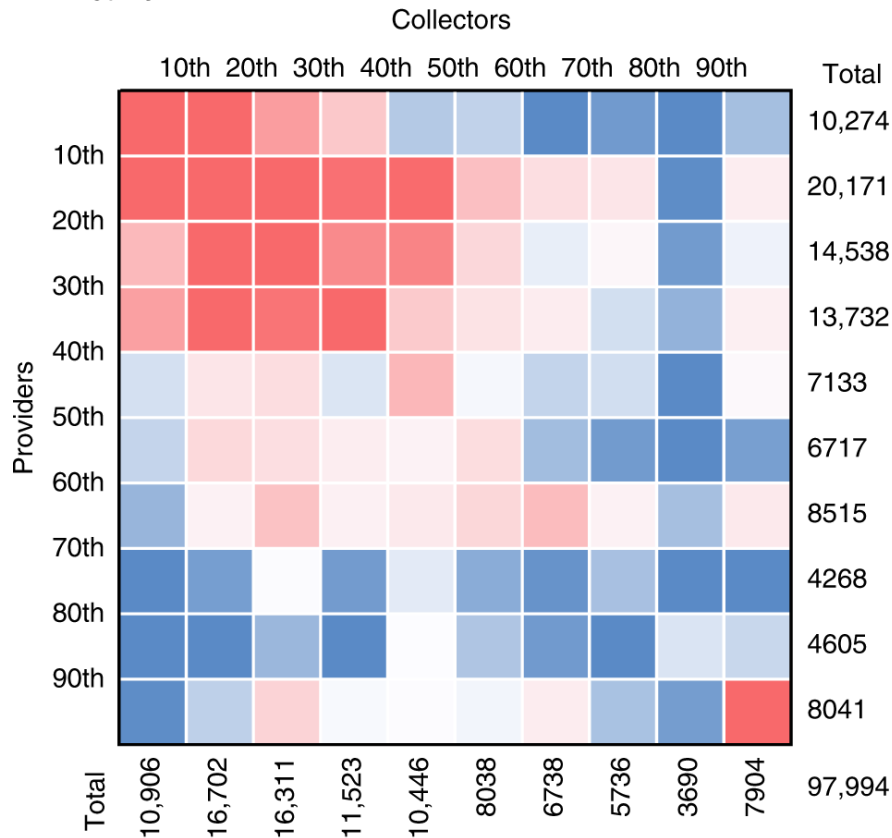 Collectors
10th 20th 30th 40th 50th 60th 70th 80th 90th
Total
10,274
10th
20,171
20th
14,538
30th
13,732
40th
7133
50th
6717
60th
8515
70th
4268
80th
4605
90th
8041
Providers
Total
10,906
16,702
16,311
11,523
10,446
8038
6738
5736
3690
7904
97,994